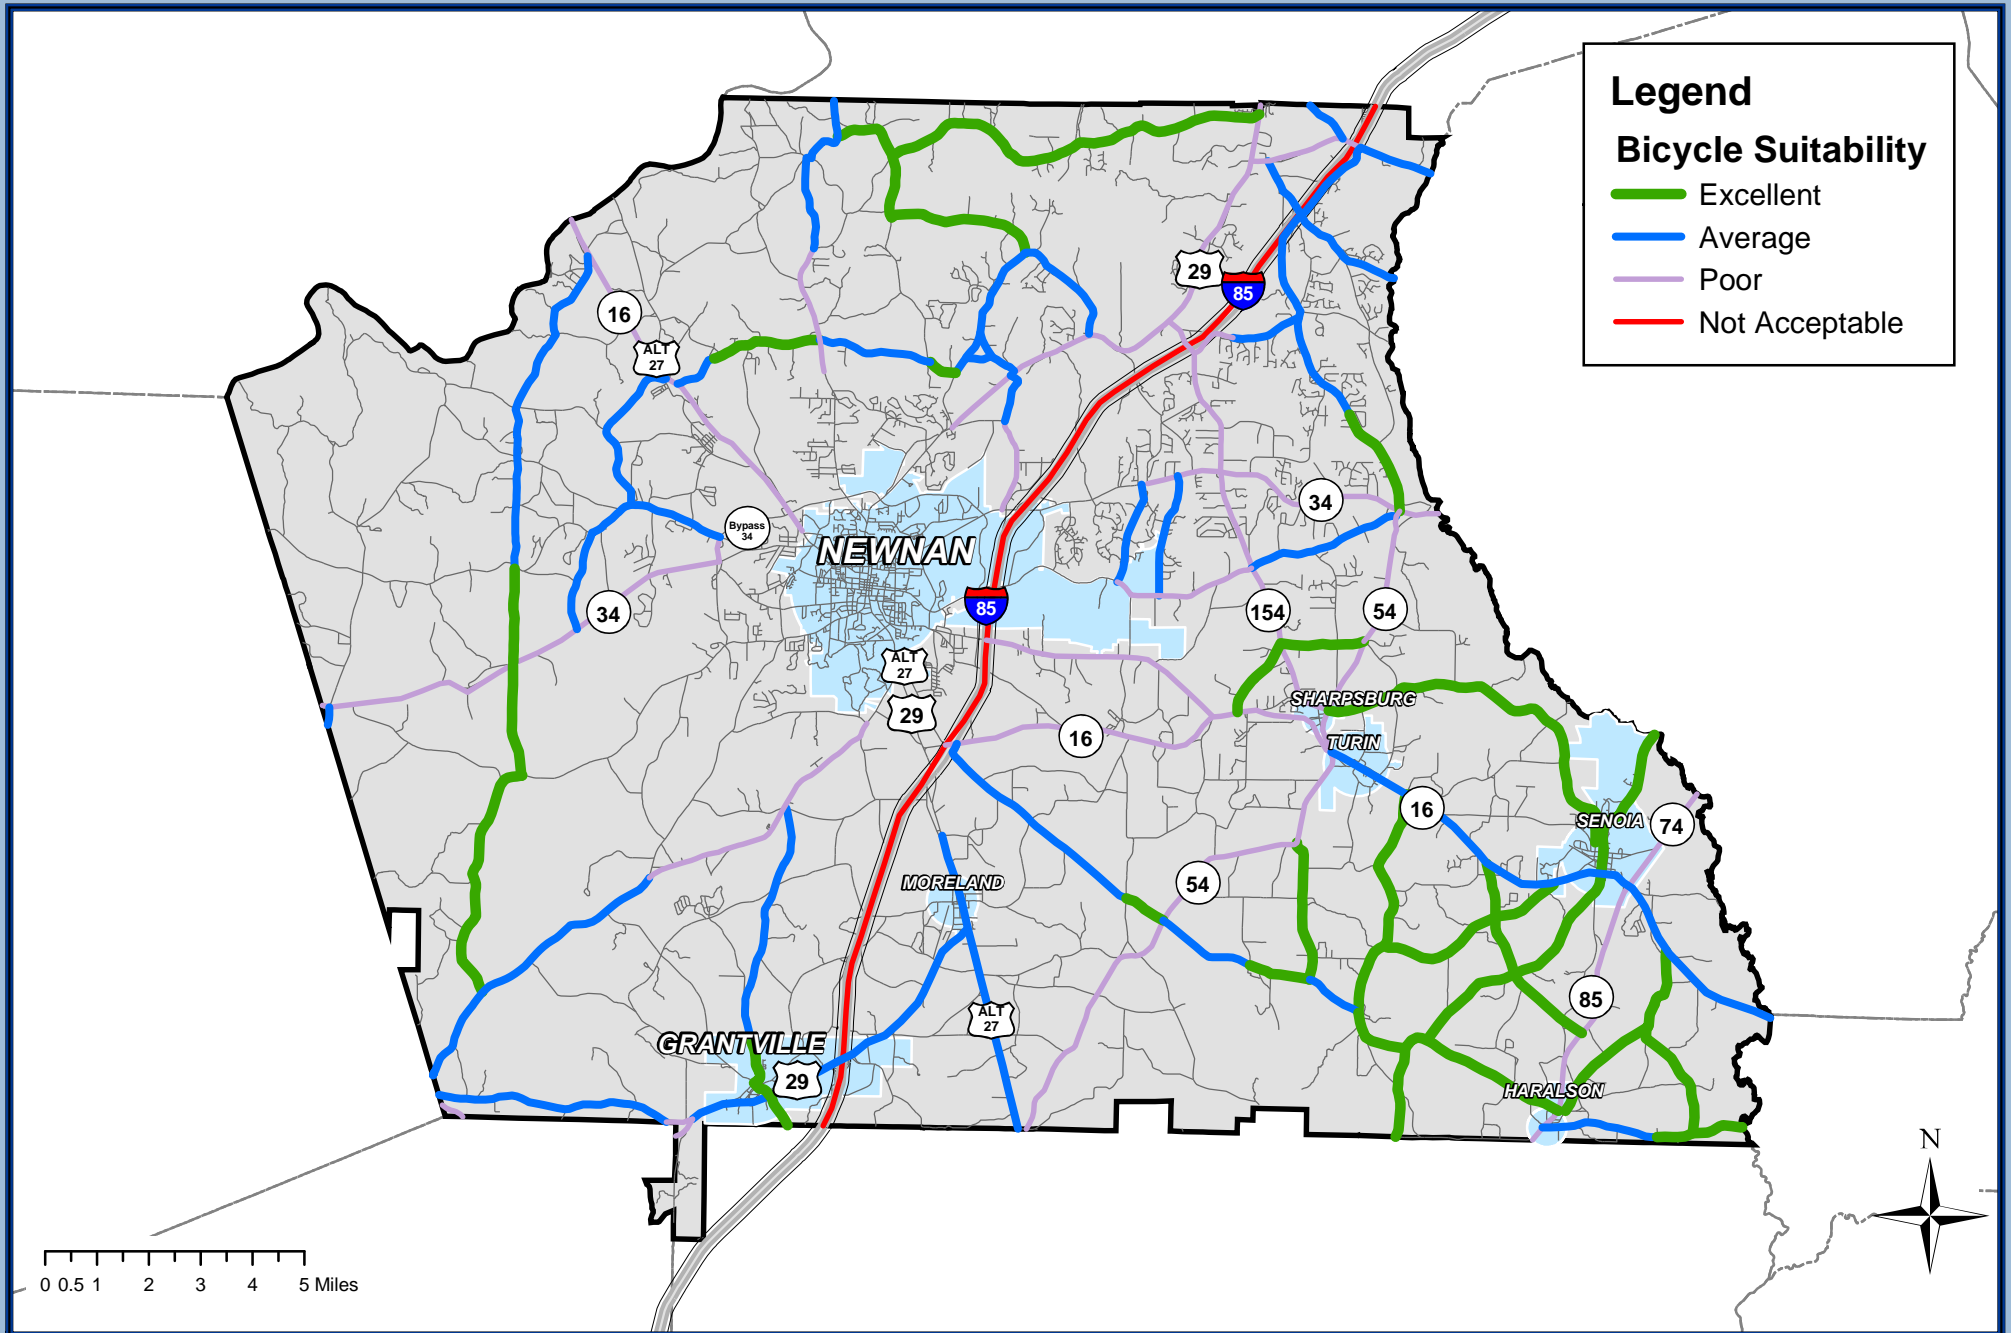 Legend
Bicycle Suitability
Excellent
Average
Poor
Not Acceptable
29
85
16
ALT
27
34
Bypass
34
NEWNAN
34
85
154
54
ALT
27
29
SHARPSBURG
16
TURIN
16
SENOIA
74
MORELAND
54
85
ALT
27
GRANTVILLE
29
HARALSON
N
0 0.5 1 2 3 4 5 Miles